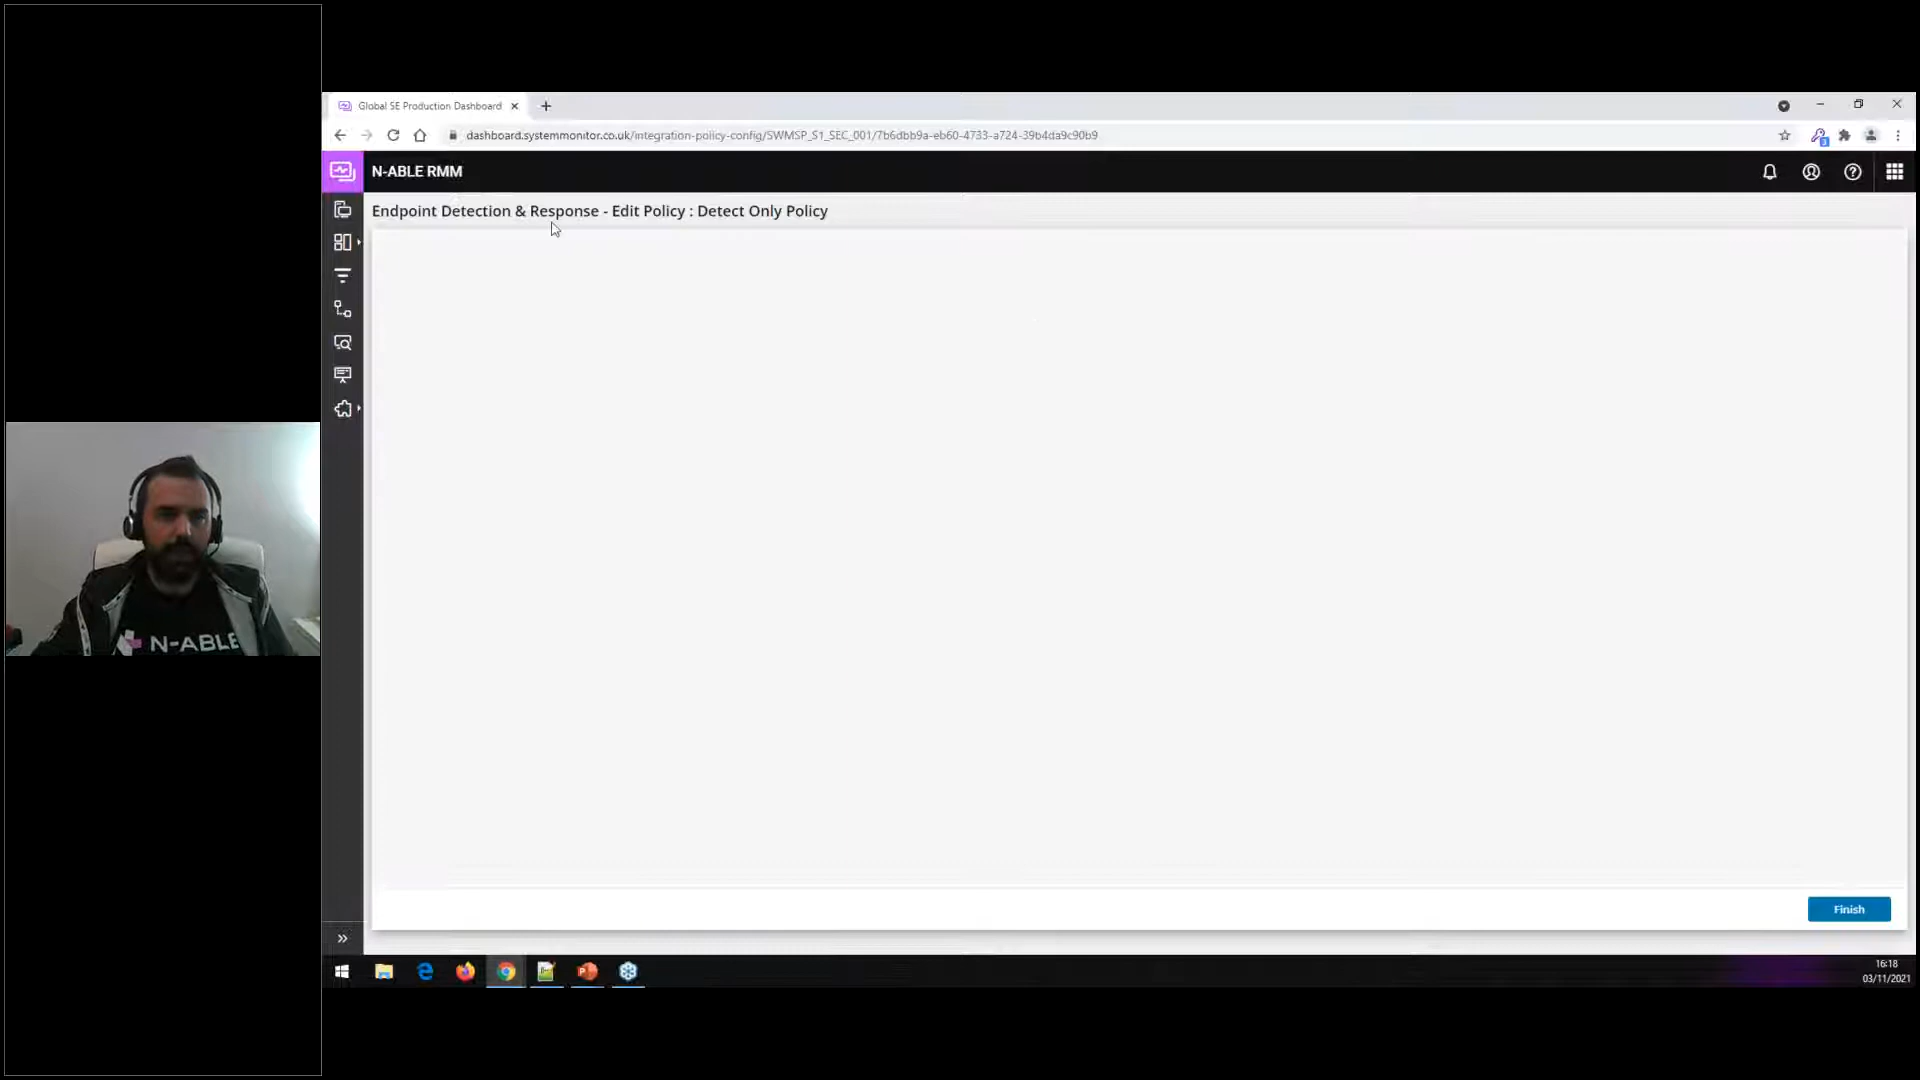 Global SE Production Dashboard
dashboard.systemmonitor.co.uk/integration-policy-config/SWMSP_S1_SEC_001/7b6dbb9a-eb60-4733-a724-39b4da9c90b9
3
N-ABLE RMM
Endpoint Detection & Response - Edit Policy : Detect Only Policy
N-ABLE
Finish
16:18
03/11/2021